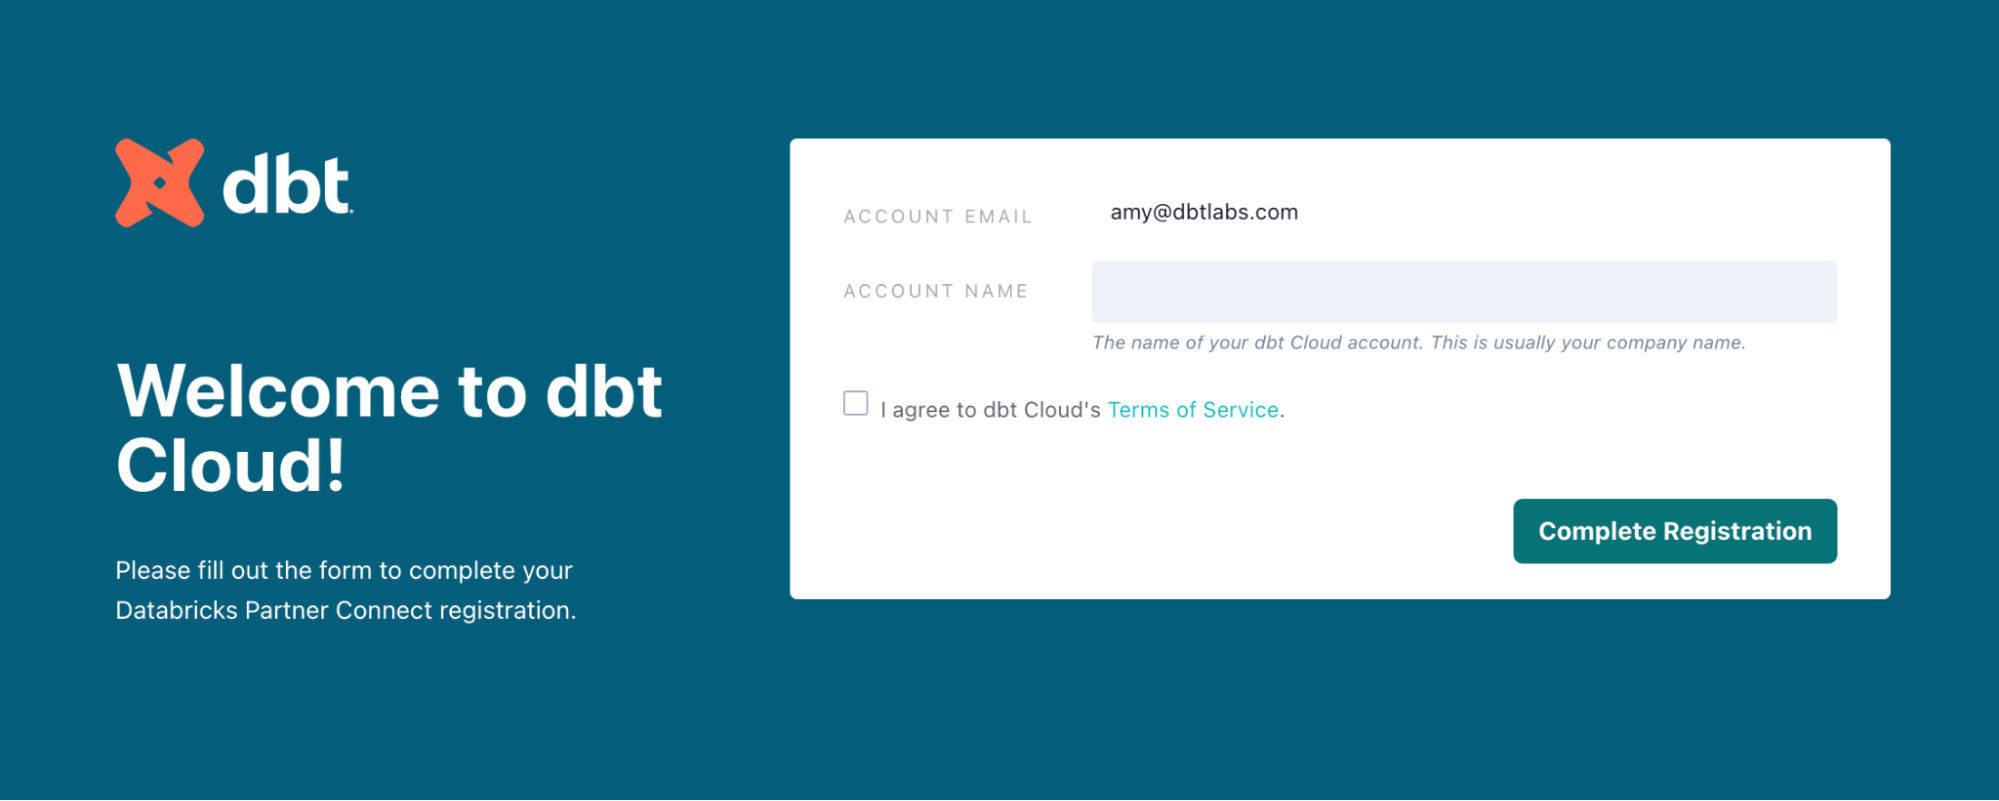 dbt
Welcome to dbt
Cloud!
Please fill out the form to complete your
Databricks Partner Connect registration.
ACCOUNT EMAIL amy@dbtlabs.com
ACCOUNT NAME
The name of your dbt Cloud account. This is usually your company name.
I agree to dbt Cloud's Terms of Service.
Complete Registration